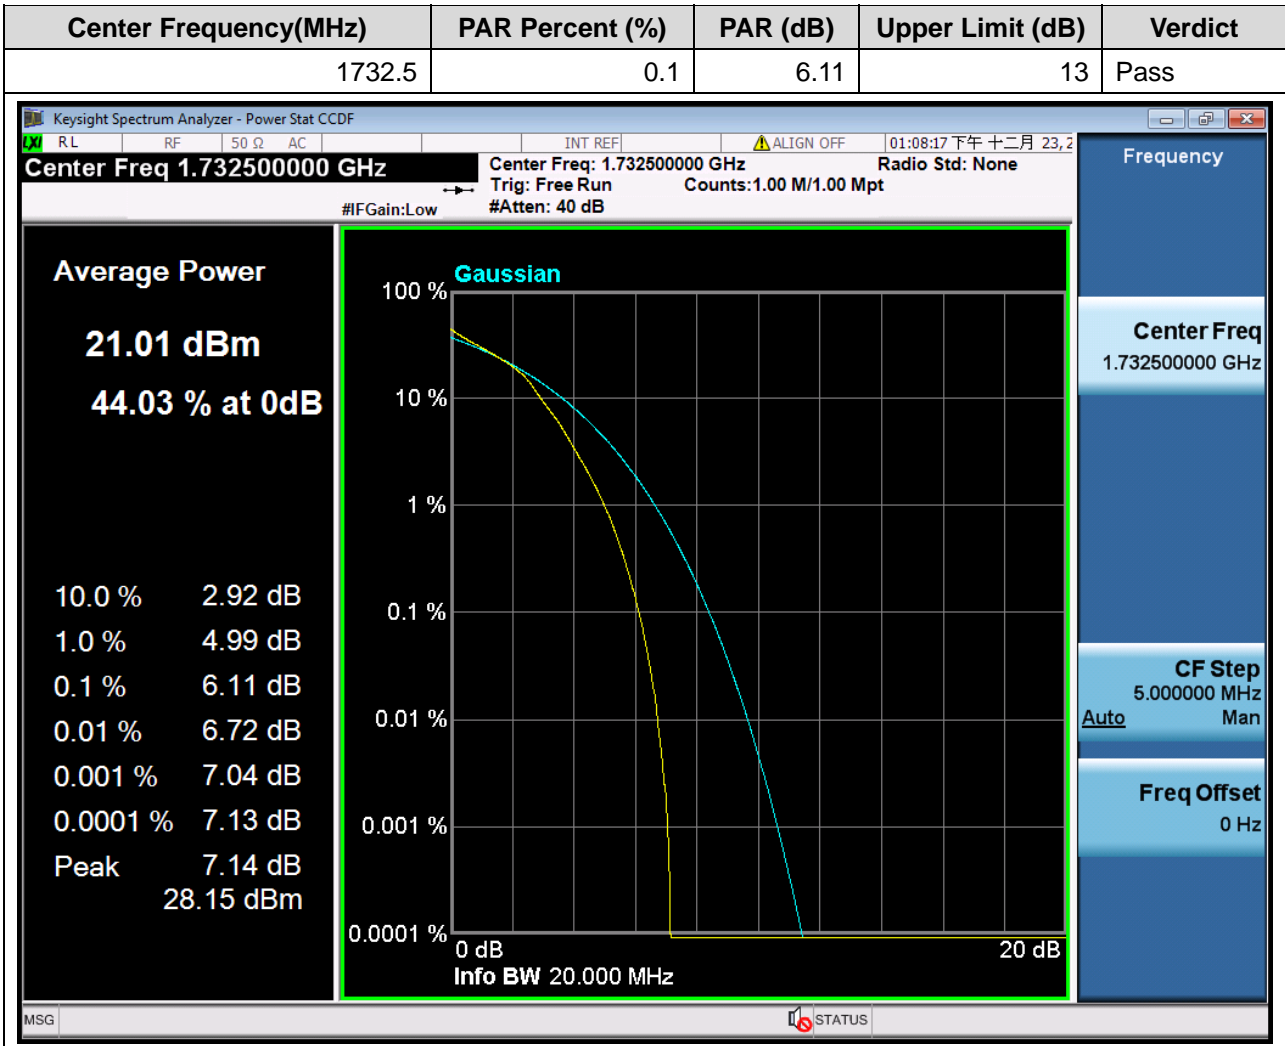 Center Frequency(MHz) PAR Percent (%) PAR (dB) Upper Limit (dB) Verdict
1732.5 0.1 6.11 13 Pass
Keysight Spectrum Analyzer - Power Stat CCDF
LXI RL RF 50 Ω AC INT REF ALIGN OFF 01:08:17 下午 十二月 23, 2
Center Freq 1.732500000 GHz
Center Freq: 1.732500000 GHz Radio Std: None
Trig: Free Run Counts:1.00 M/1.00 Mpt
#IFGain:Low #Atten: 40 dB
Average Power
21.01 dBm
44.03 % at 0dB
10.0 % 2.92 dB
1.0 % 4.99 dB
0.1 % 6.11 dB
0.01 % 6.72 dB
0.001 % 7.04 dB
0.0001 % 7.13 dB
Peak 7.14 dB
28.15 dBm
Gaussian
100 %
10 %
1 %
0.1 %
0.01 %
0.001 %
0.0001 %
0 dB 20 dB
Info BW 20.000 MHz
Frequency
Center Freq
1.732500000 GHz
CF Step
5.000000 MHz
Auto Man
Freq Offset
0 Hz
MSG STATUS